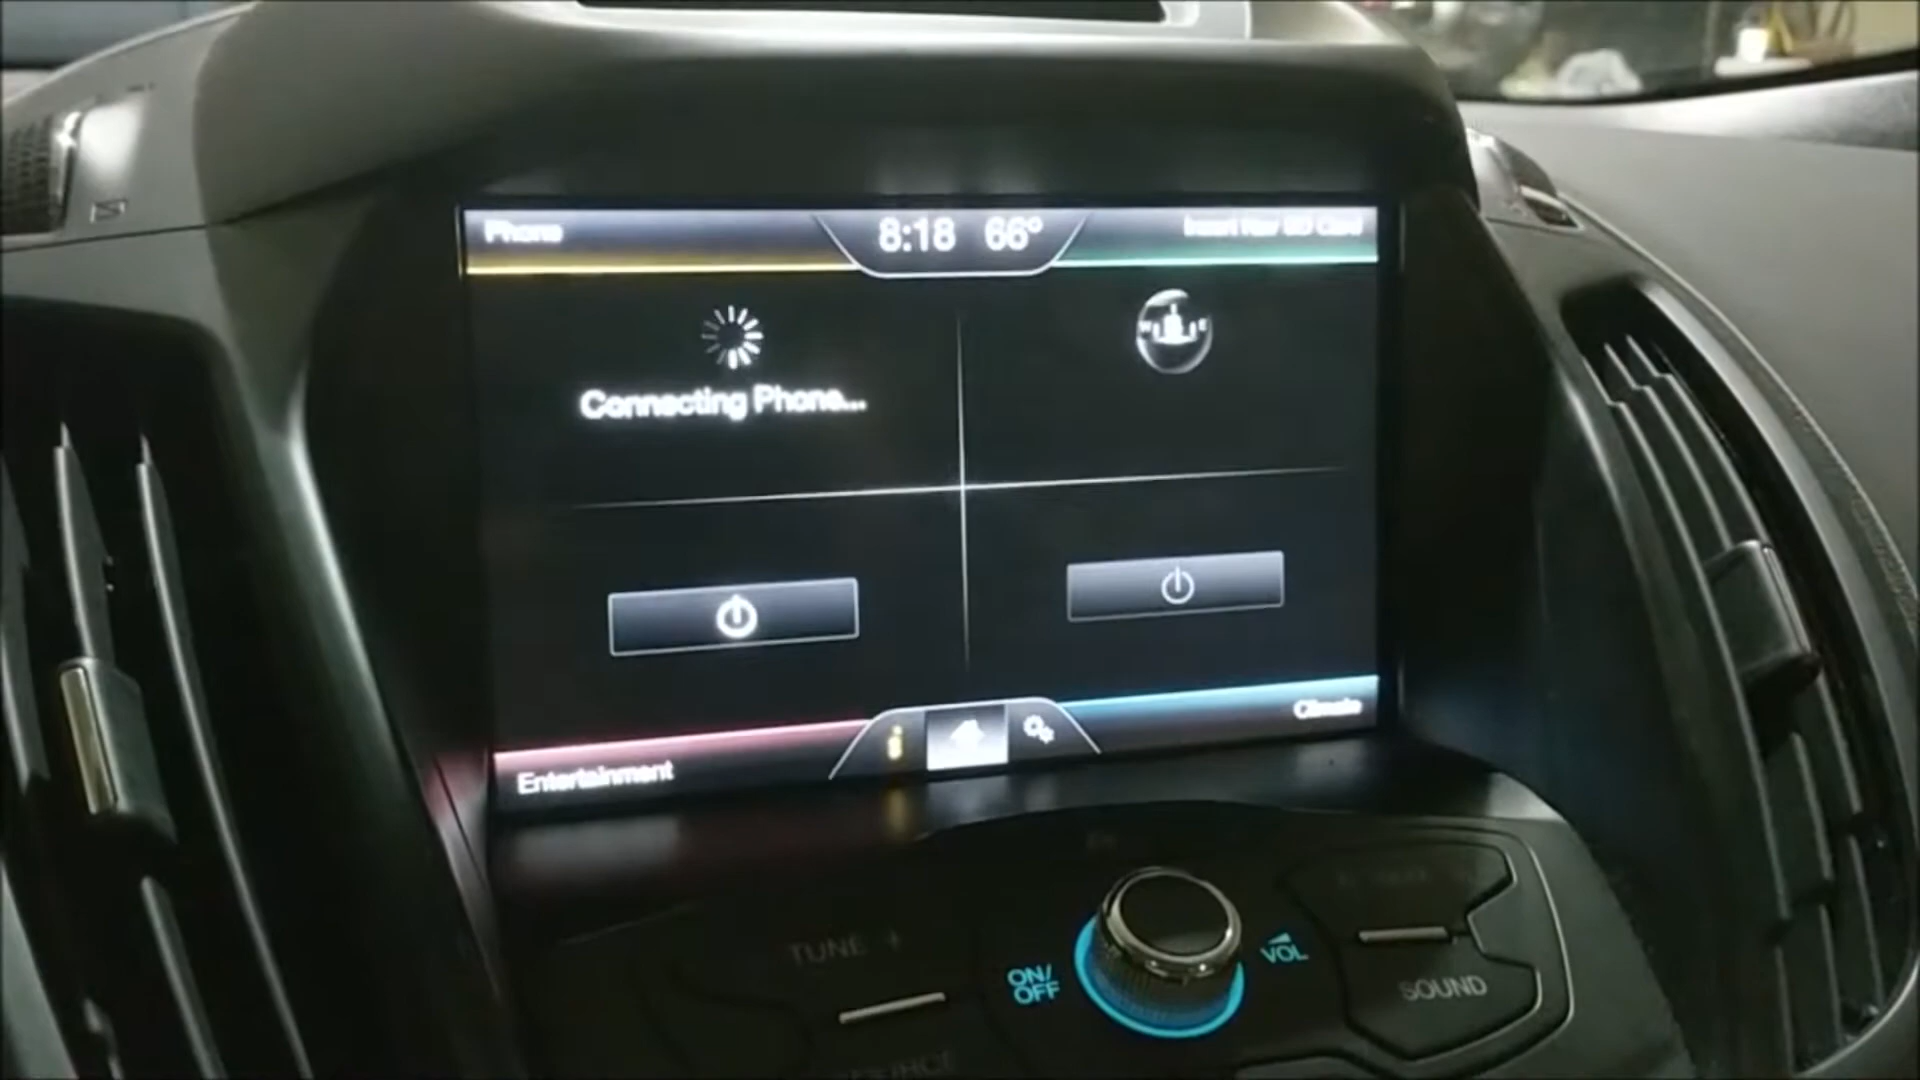 Phone
8:18 66°
Insert Nav SD Card
Connecting Phone...
Entertainment
i
Climate
TUNE +
ON/
OFF
VOL
SOUND